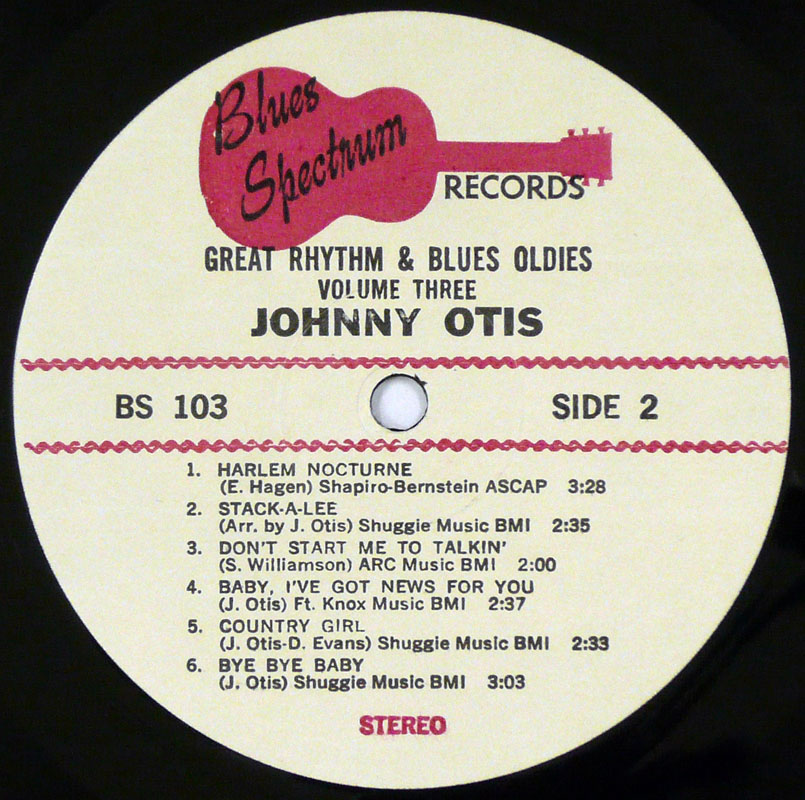 Blues
Spectrum
RECORDS
GREAT RHYTHM & BLUES OLDIES
VOLUME THREE
JOHNNY OTIS
BS 103
SIDE 2
1. HARLEM NOCTURNE
(E. Hagen) Shapiro-Bernstein ASCAP 3:28
2. STACK-A-LEE
(Arr. by J. Otis) Shuggie Music BMI 2:35
3. DON'T START ME TO TALKIN'
(S. Williamson) ARC Music BMI 2:00
4. BABY, I'VE GOT NEWS FOR YOU
(J. Otis) Ft. Knox Music BMI 2:37
5. COUNTRY GIRL
(J. Otis-D. Evans) Shuggie Music BMI 2:33
6. BYE BYE BABY
(J. Otis) Shuggie Music BMI 3:03
STEREO